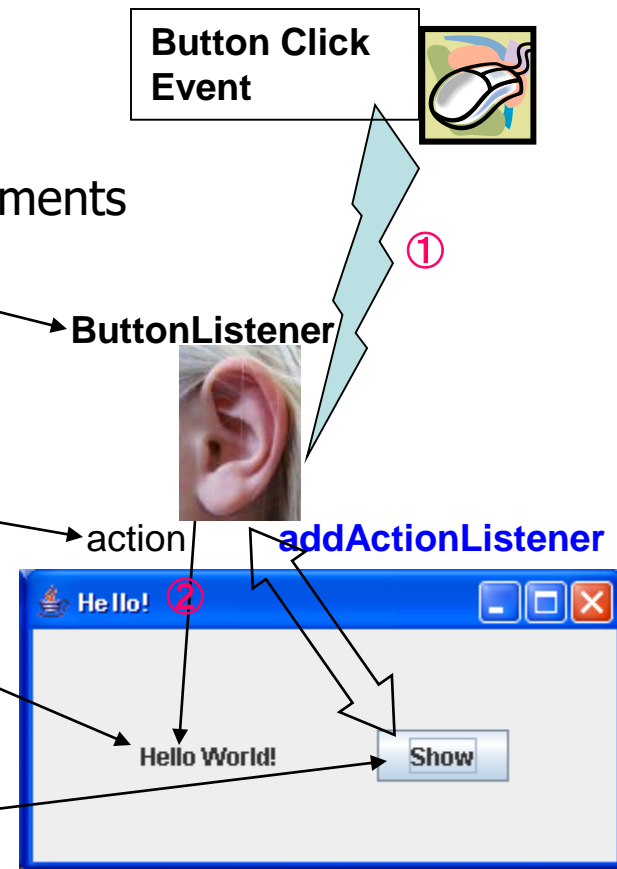 Button Click
Event
ments
①
ButtonListener
action
addActionListener
Hello!
②
Hello World!
Show